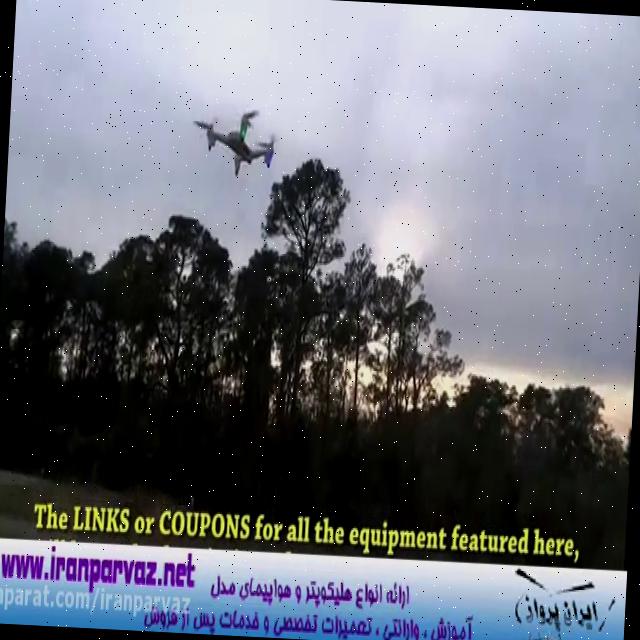 The LINKS or COUPONS for all the equipment featured here,
www.iranparvaz.net
ارائه انواع هلیکوپتر و هواپیمای مدل
aparat.com/iranparvaz
آموزش ، گارانتی ، تعمیرات تخصصی و خدمات پس از فروش
ایران پرواز